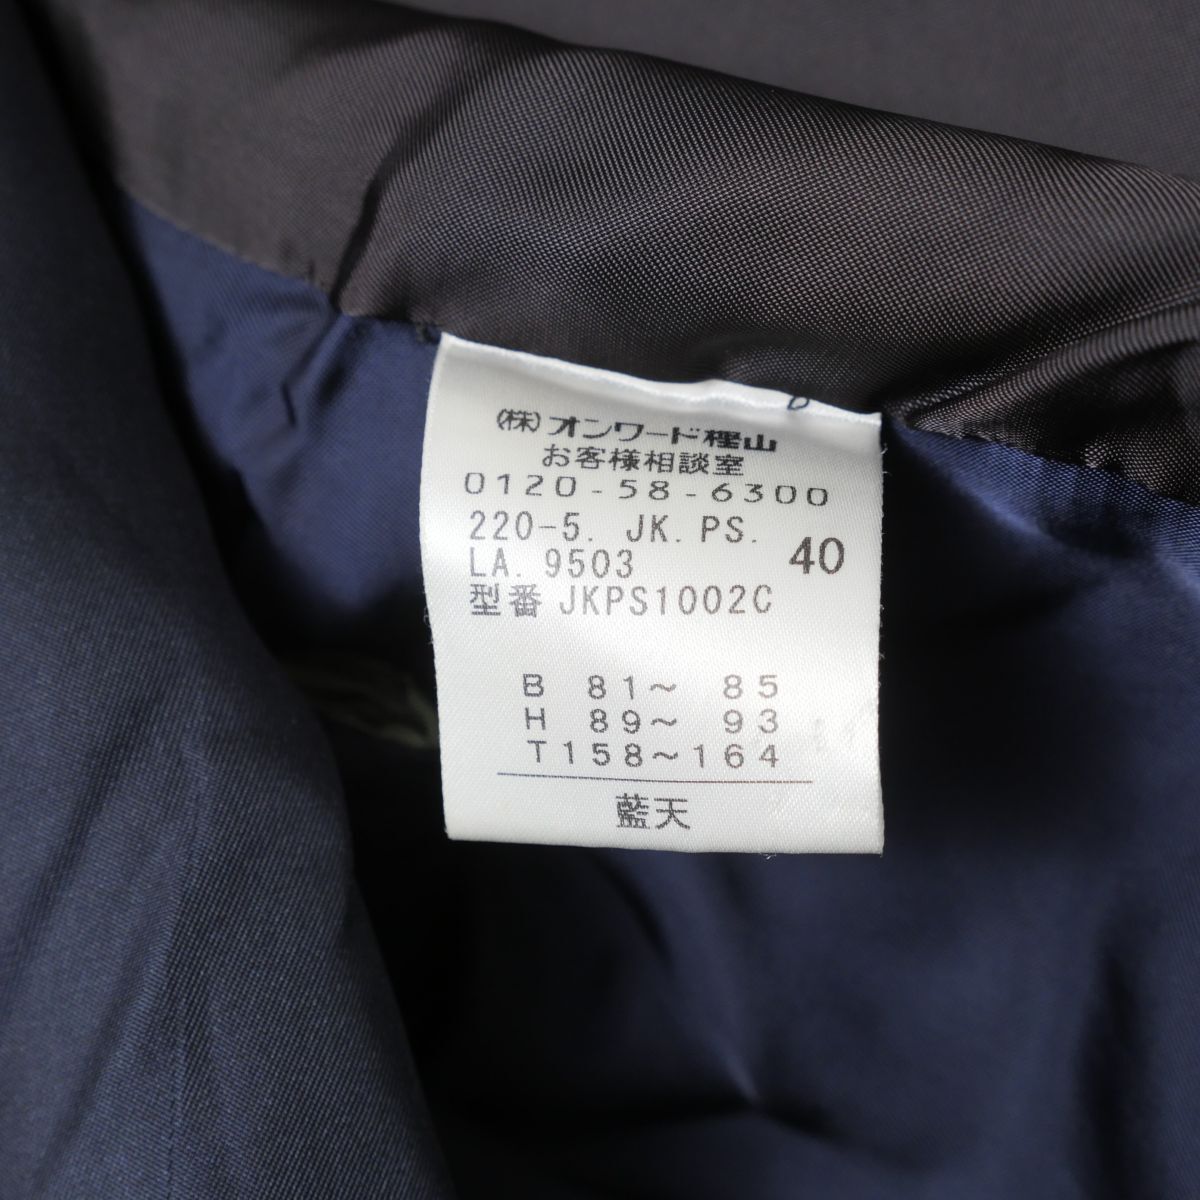 (株)オンワード樫山
お客様相談室
0120-58-6300
220-5. JK. PS.
LA. 9503 40
型番 JKPS1002C
B 81〜 85
H 89〜 93
T158〜164
藍天